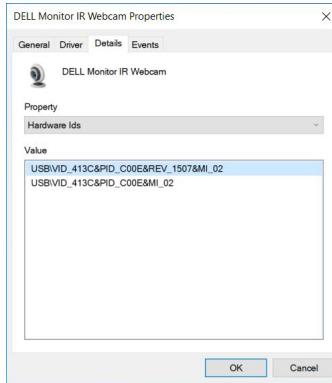 DELL Monitor IR Webcam Properties
General Driver Details Events
DELL Monitor IR Webcam
Property
Hardware Ids
Value
USB\VID_413C&PID_C00E&REV_1507&MI_02
USB\VID_413C&PID_C00E&MI_02
OK Cancel